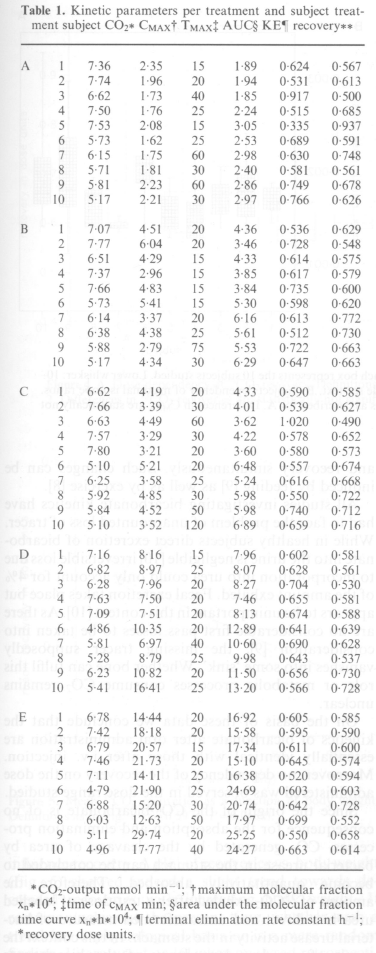 Table 1. Kinetic parameters per treatment and subject treat-
ment subject CO₂* CMAX† TMAX‡ AUC§ KE¶ recovery**
A 1 7·36 2·35 15 1·89 0·624 0·567
2 7·74 1·96 20 1·94 0·531 0·613
3 6·62 1·73 40 1·85 0·917 0·500
4 7·50 1·76 25 2·24 0·515 0·685
5 7·53 2·08 15 3·05 0·335 0·937
6 5·73 1·62 25 2·53 0·689 0·591
7 6·15 1·75 60 2·98 0·630 0·748
8 5·71 1·81 30 2·40 0·581 0·561
9 5·81 2·23 60 2·86 0·749 0·678
10 5·17 2·21 30 2·97 0·766 0·626
B 1 7·07 4·51 20 4·36 0·536 0·629
2 7·77 6·04 20 3·46 0·728 0·548
3 6·51 4·29 15 4·33 0·614 0·575
4 7·37 2·96 15 3·85 0·617 0·579
5 7·66 4·83 15 3·84 0·735 0·600
6 5·73 5·41 15 5·30 0·598 0·620
7 6·14 3·37 20 6·16 0·613 0·772
8 6·38 4·38 25 5·61 0·512 0·730
9 5·88 2·79 75 5·53 0·722 0·663
10 5·17 4·34 30 6·29 0·647 0·663
C 1 6·62 4·19 20 4·33 0·590 0·585
2 7·66 3·39 30 4·01 0·539 0·627
3 6·63 4·49 60 3·62 1·020 0·490
4 7·57 3·29 30 4·22 0·578 0·652
5 7·80 3·21 20 3·60 0·580 0·573
6 5·10 5·21 20 6·48 0·557 0·674
7 6·25 3·58 25 5·24 0·616 0·668
8 5·92 4·85 30 5·98 0·550 0·722
9 5·84 4·52 50 5·98 0·740 0·712
10 5·10 3·52 120 6·89 0·659 0·716
D 1 7·16 8·16 15 7·96 0·602 0·581
2 6·82 8·97 25 8·07 0·628 0·561
3 6·28 7·96 20 8·27 0·704 0·530
4 7·63 7·50 20 7·46 0·655 0·581
5 7·09 7·51 20 8·13 0·674 0·588
6 4·86 10·35 20 12·89 0·641 0·639
7 5·81 6·97 40 10·60 0·690 0·628
8 5·28 8·79 25 9·98 0·643 0·537
9 6·23 10·82 20 11·50 0·656 0·730
10 5·41 16·41 25 13·20 0·566 0·728
E 1 6·78 14·44 20 16·92 0·605 0·585
2 7·42 18·18 20 15·58 0·595 0·590
3 6·79 20·57 15 17·34 0·611 0·600
4 7·46 21·73 20 15·10 0·645 0·574
5 7·11 14·11 25 16·38 0·520 0·594
6 4·79 21·90 25 24·69 0·603 0·603
7 6·88 15·20 30 20·74 0·642 0·728
8 6·03 12·63 50 17·97 0·699 0·552
9 5·11 29·74 20 25·25 0·550 0·658
10 4·96 17·77 40 24·27 0·663 0·614
*CO₂-output mmol min⁻¹; †maximum molecular fraction
xₙ*10⁴; ‡time of cMAX min; §area under the molecular fraction
time curve xₙ*h*10⁴; ¶terminal elimination rate constant h⁻¹;
*recovery dose units.